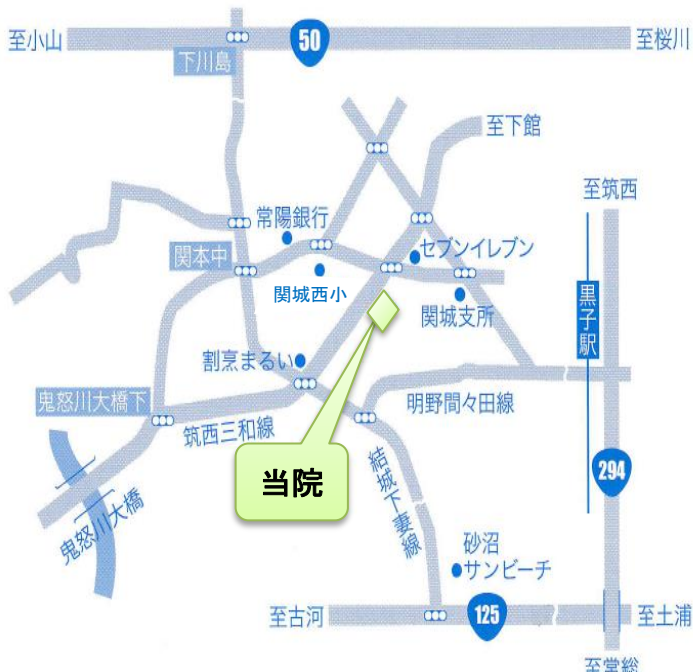 至小山
50
至桜川
下川島
至下館
至筑西
常陽銀行
セブンイレブン
関本中
関城西小
関城支所
黒子駅
割烹まるい
鬼怒川大橋下
明野間々田線
筑西三和線
当院
結城下妻線
294
鬼怒川大橋
砂沼
サンビーチ
至古河
125
至土浦
至常総